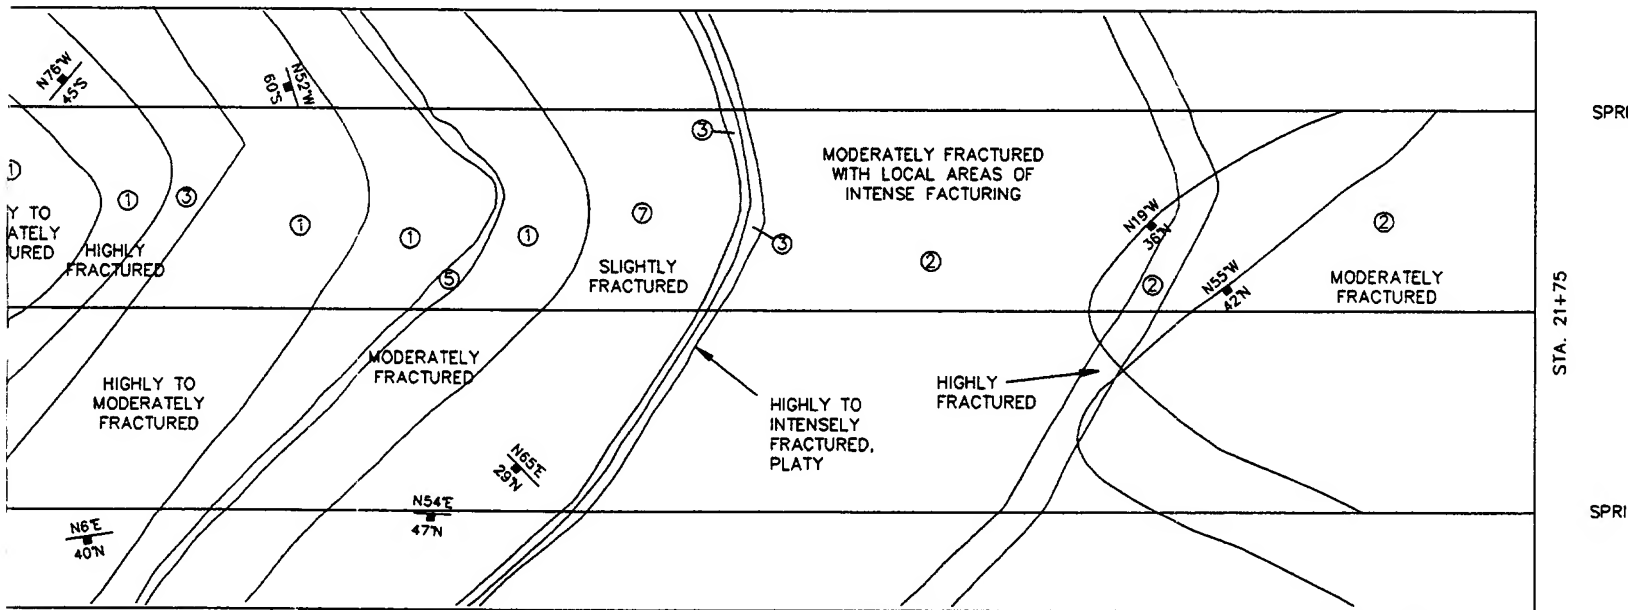 N76°W
45°S
N52°W
60°S
SPRI
③
MODERATELY FRACTURED
WITH LOCAL AREAS OF
INTENSE FACTURING
①
①
③
①
①
①
⑦
③
②
②
②
Y TO
ATELY
URED
HIGHLY
FRACTURED
⑤
SLIGHTLY
FRACTURED
N19°W
36°N
N55°W
42°N
MODERATELY
FRACTURED
STA. 21+75
HIGHLY TO
MODERATELY
FRACTURED
MODERATELY
FRACTURED
HIGHLY
FRACTURED
HIGHLY TO
INTENSELY
FRACTURED,
PLATY
N65°E
29°N
N54°E
47°N
N6°E
40°N
SPRI